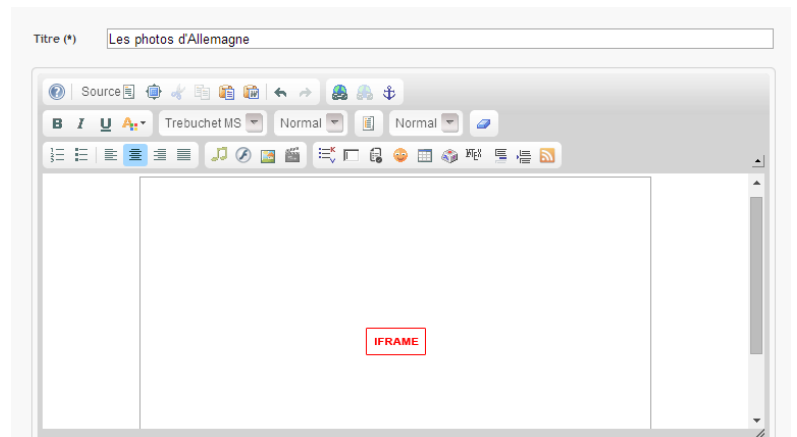 Titre (*) Les photos d'Allemagne
Source
B I U A Trebuchet MS Normal Normal
IFRAME